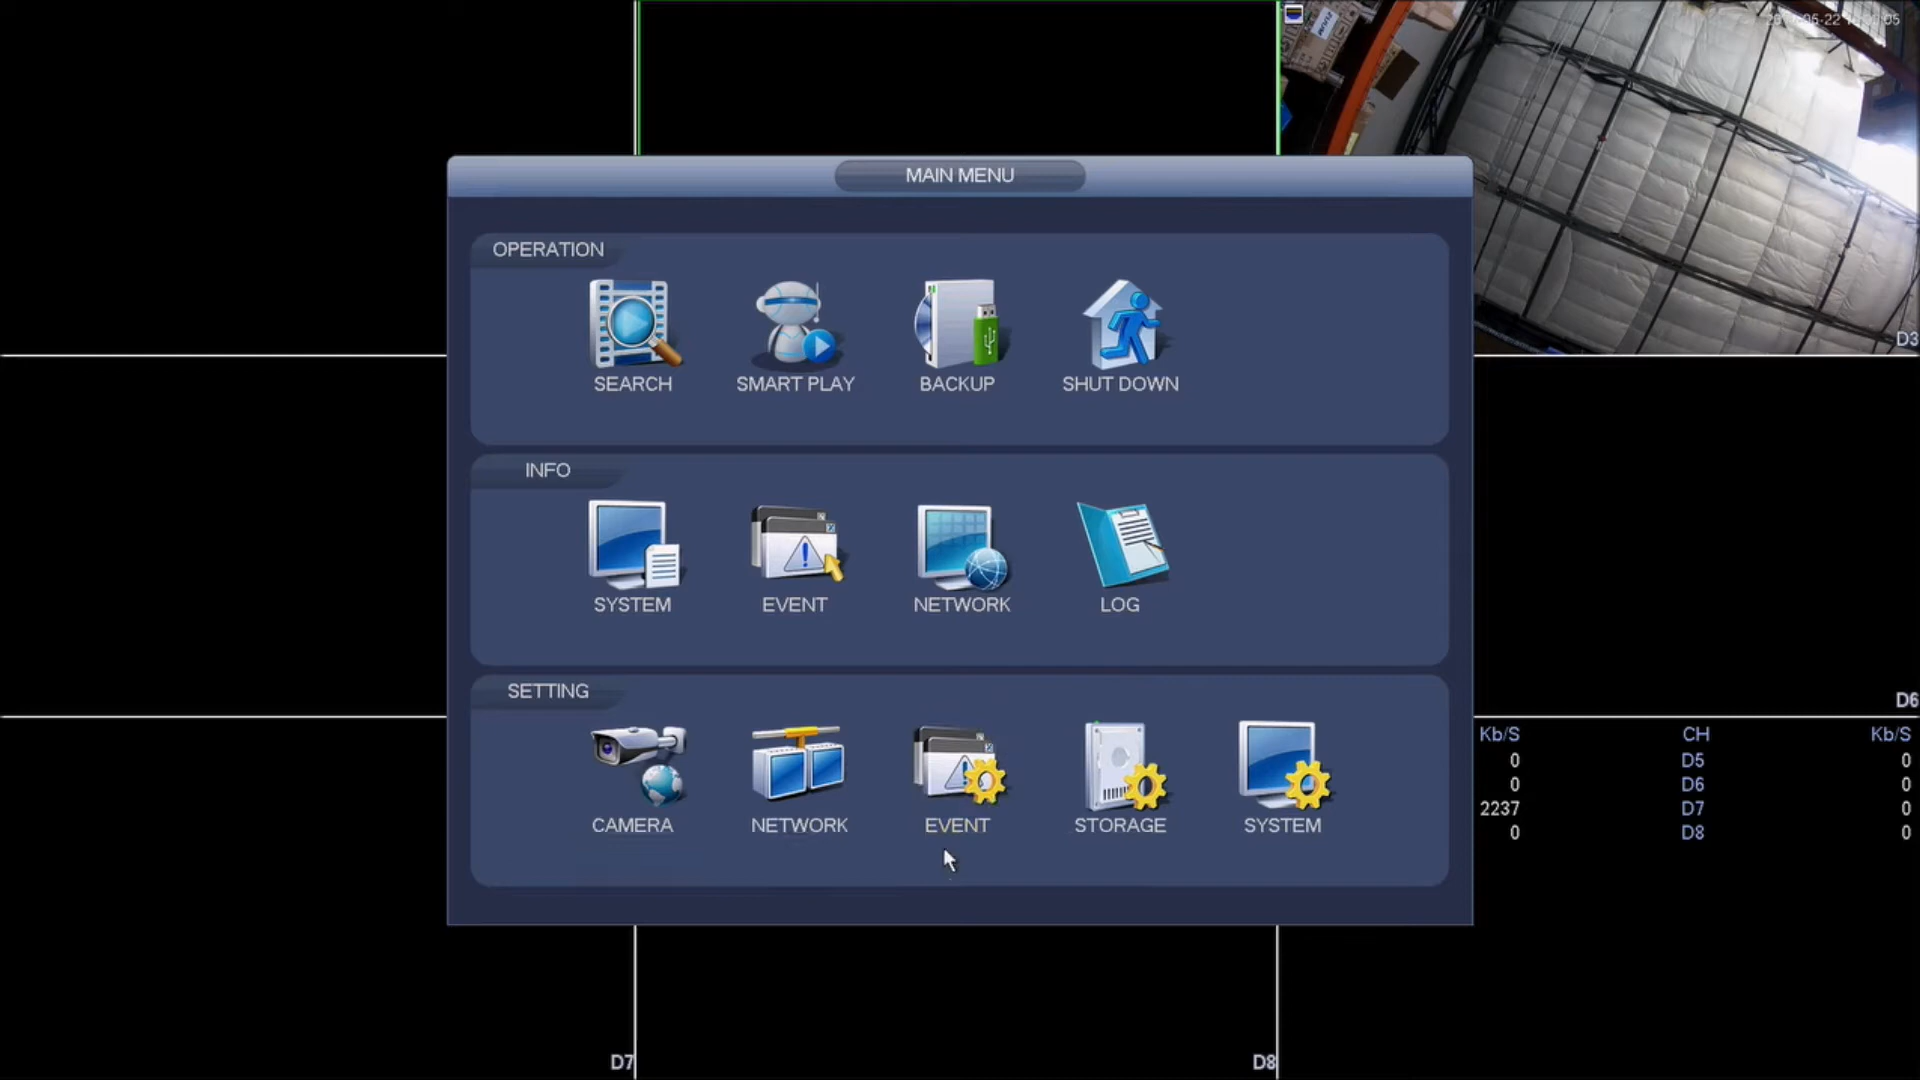 MAIN MENU
D3
OPERATION
SEARCH
SMART PLAY
BACKUP
SHUT DOWN
INFO
SYSTEM
EVENT
NETWORK
LOG
D6
SETTING
CAMERA
NETWORK
EVENT
STORAGE
SYSTEM
Kb/S CH Kb/S
0 D5 0
0 D6 0
2237 D7 0
0 D8 0
D7
D8